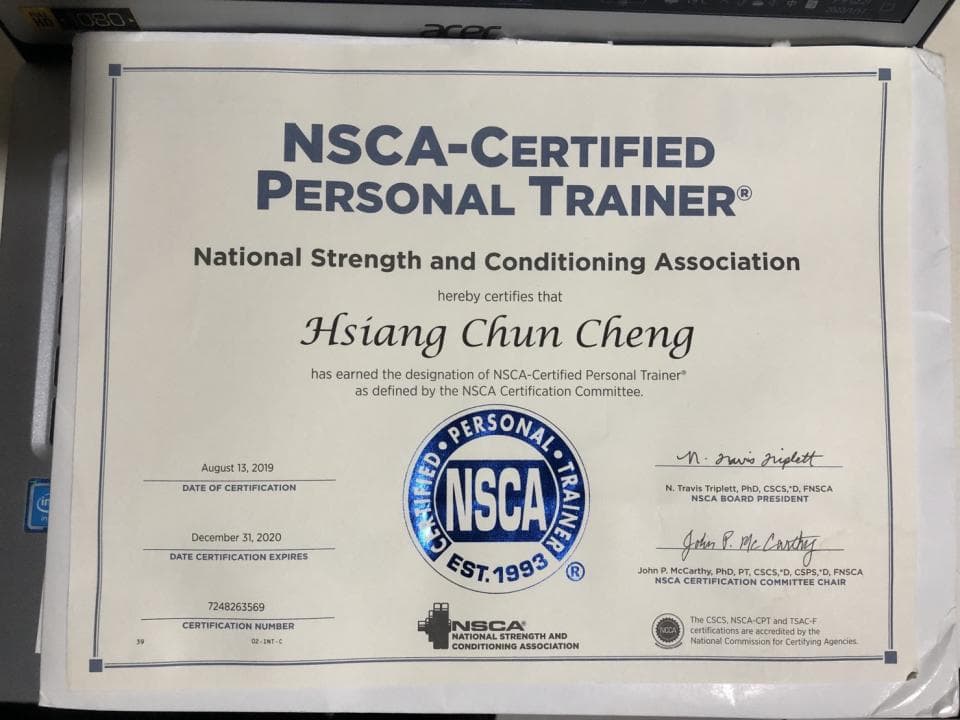 1080
acer
NSCA-CERTIFIED
PERSONAL TRAINER®
National Strength and Conditioning Association
hereby certifies that
Hsiang Chun Cheng
has earned the designation of NSCA-Certified Personal Trainer®
as defined by the NSCA Certification Committee.
August 13, 2019
DATE OF CERTIFICATION
December 31, 2020
DATE CERTIFICATION EXPIRES
7248263569
CERTIFICATION NUMBER
39
02-INT-C
CERTIFIED • PERSONAL • TRAINER
NSCA
EST. 1993
®
N. Travis Triplett
N. Travis Triplett, PhD, CSCS,*D, FNSCA
NSCA BOARD PRESIDENT
John P. McCarthy
John P. McCarthy, PhD, PT, CSCS,*D, CSPS,*D, FNSCA
NSCA CERTIFICATION COMMITTEE CHAIR
NSCA®
NATIONAL STRENGTH AND
CONDITIONING ASSOCIATION
NCCA
The CSCS, NSCA-CPT and TSAC-F
certifications are accredited by the
National Commission for Certifying Agencies.